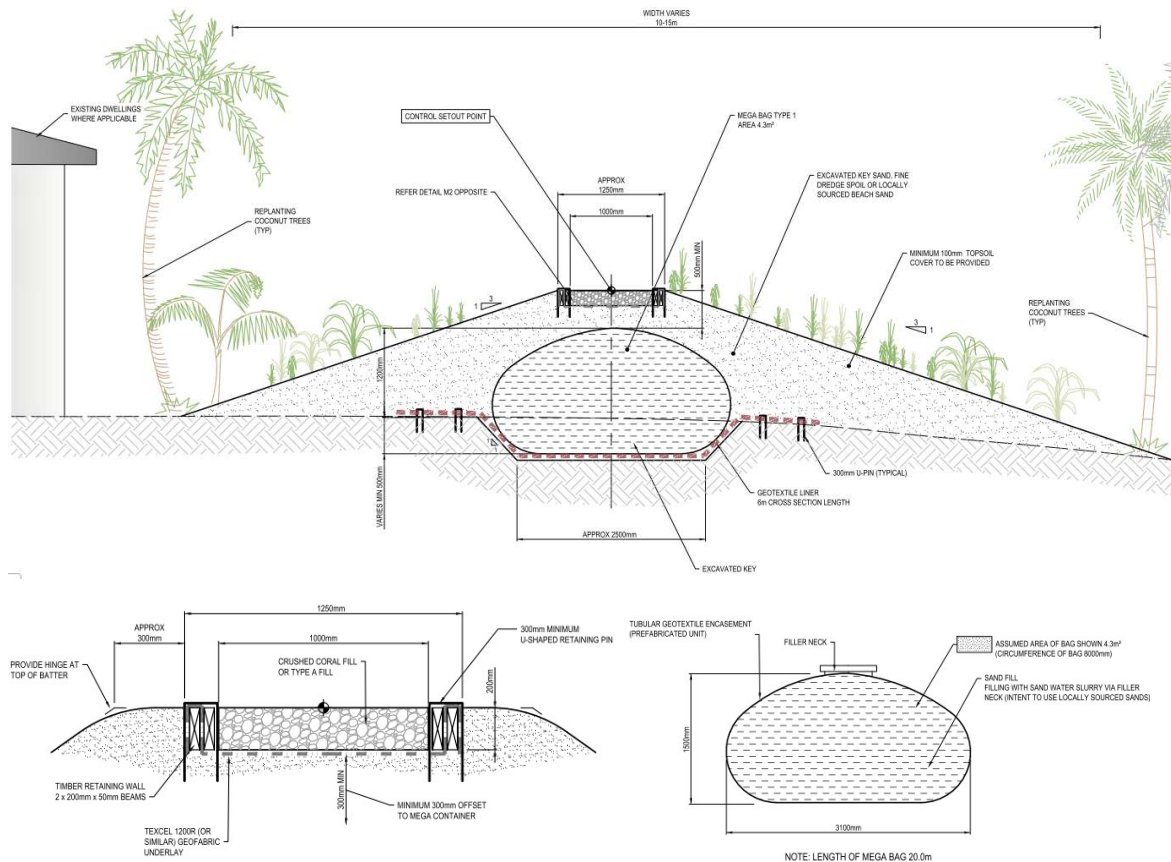 WIDTH VARIES
10-15m
EXISTING DWELLINGS
WHERE APPLICABLE
CONTROL SETOUT POINT
MEGA BAG TYPE 1
AREA 4.3m²
APPROX
1250mm
REFER DETAIL M2 OPPOSITE
1000mm
EXCAVATED KEY SAND, FINE
DREDGE SPOIL OR LOCALLY
SOURCED BEACH SAND
REPLANTING
COCONUT TREES
(TYP)
500mm MIN
MINIMUM 100mm TOPSOIL
COVER TO BE PROVIDED
REPLANTING
COCONUT TREES
(TYP)
3
1
3
1
1200mm
1
VARIES MIN 500mm
300mm U-PIN (TYPICAL)
GEOTEXTILE LINER
6m CROSS SECTION LENGTH
APPROX 2500mm
EXCAVATED KEY
1250mm
APPROX
300mm
1000mm
300mm MINIMUM
U-SHAPED RETAINING PIN
PROVIDE HINGE AT
TOP OF BATTER
CRUSHED CORAL FILL
OR TYPE A FILL
200mm
TIMBER RETAINING WALL
2 x 200mm x 50mm BEAMS
300mm MIN
MINIMUM 300mm OFFSET
TO MEGA CONTAINER
TEXCEL 1200R (OR
SIMILAR) GEOFABRIC
UNDERLAY
TUBULAR GEOTEXTILE ENCASEMENT
(PREFABRICATED UNIT)
FILLER NECK
ASSUMED AREA OF BAG SHOWN 4.3m²
(CIRCUMFERENCE OF BAG 8000mm)
SAND FILL
FILLING WITH SAND WATER SLURRY VIA FILLER
NECK (INTENT TO USE LOCALLY SOURCED SANDS)
1500mm
3100mm
NOTE: LENGTH OF MEGA BAG 20.0m